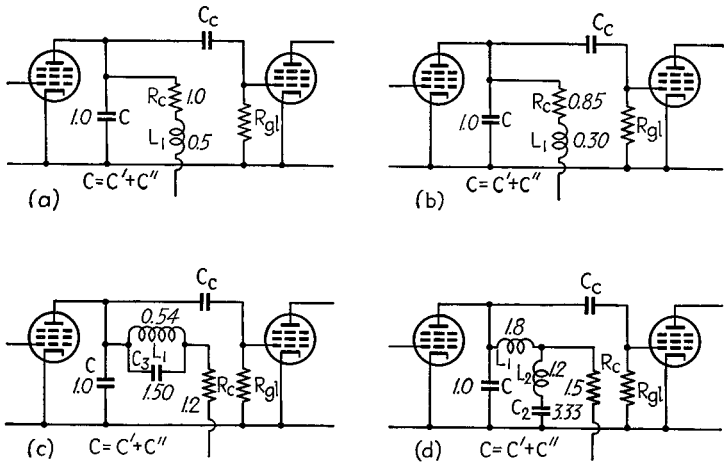 C_c
R_c 1.0
1.0 C
L_1 0.5
R_gl
(a) C=C'+C"
C_c
R_c 0.85
1.0 C
L_1 0.30
R_gl
(b) C=C'+C"
C_c
0.54
L_1
C_3
1.50
C
1.0
R_c
1.2
R_gl
(c) C=C'+C"
C_c
1.8
L_1
L_2 1.2
R_c
1.5
1.0 C
C_2 3.33
R_gl
(d) C=C'+C"